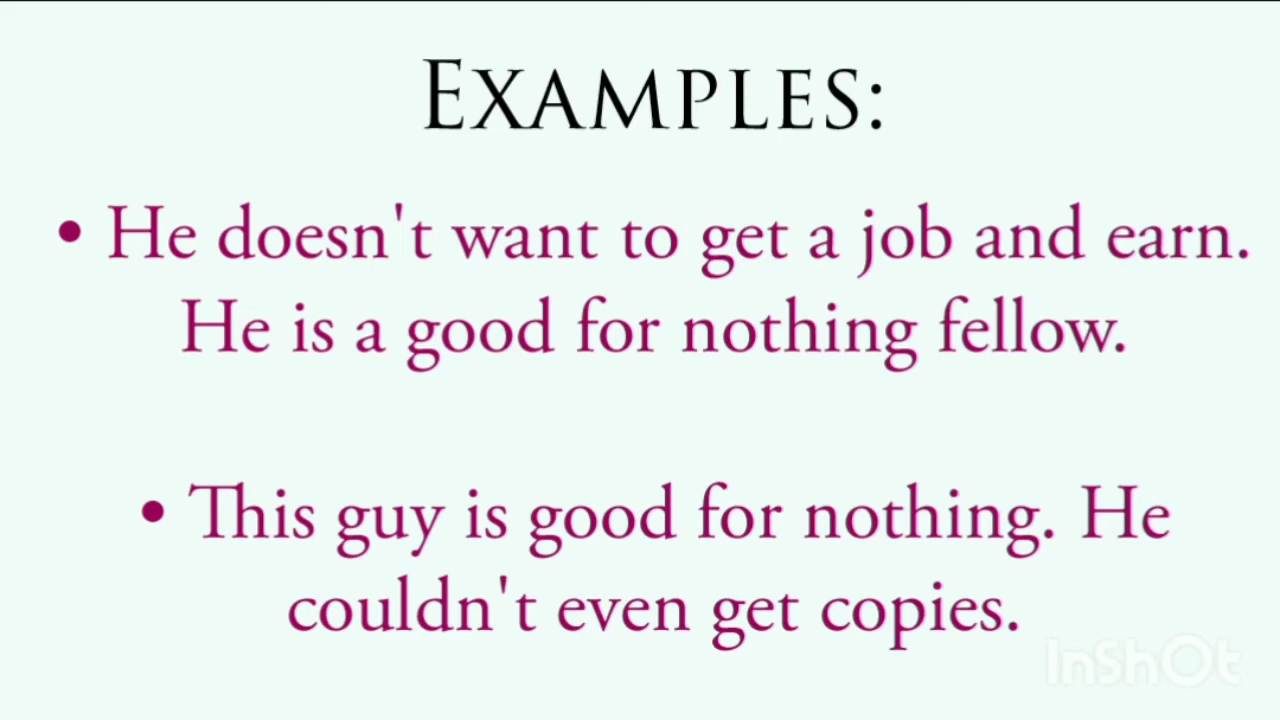 EXAMPLES:
• He doesn't want to get a job and earn.
He is a good for nothing fellow.
• This guy is good for nothing. He
couldn't even get copies.
InShOt